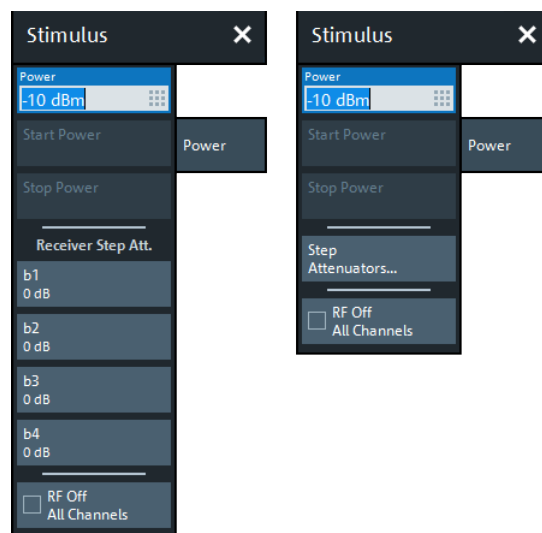 Stimulus
Power
-10 dBm
Start Power
Power
Stop Power
Receiver Step Att.
b1
0 dB
b2
0 dB
b3
0 dB
b4
0 dB
RF Off
All Channels
Stimulus
Power
-10 dBm
Start Power
Power
Stop Power
Step
Attenuators...
RF Off
All Channels